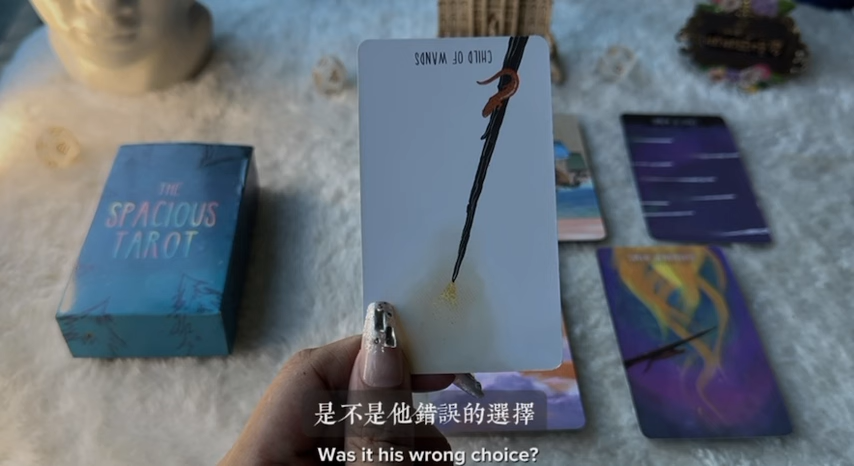 CHILD OF WANDS
THE
SPACIOUS
TAROT
是不是他錯誤的選擇
Was it his wrong choice?